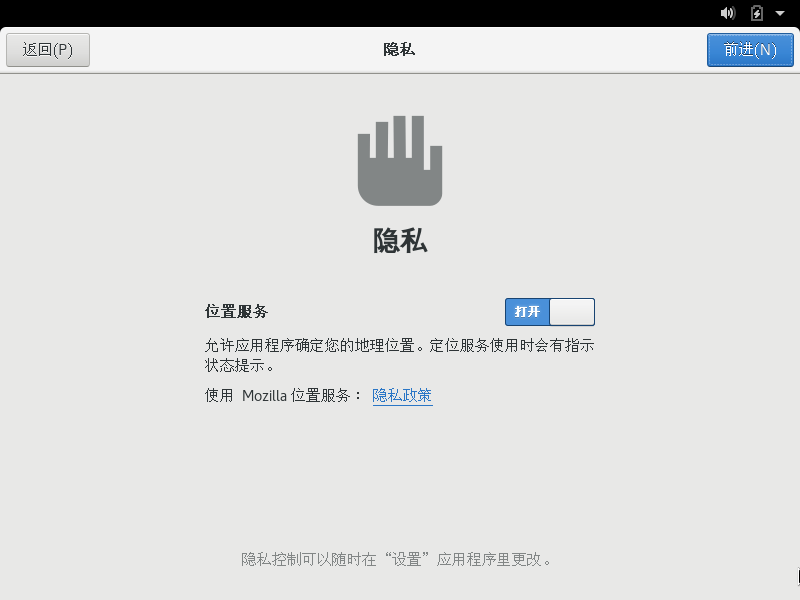 返回(P)
隐私
前进(N)
隐私
位置服务
打开
允许应用程序确定您的地理位置。定位服务使用时会有指示
状态提示。
使用 Mozilla 位置服务： 隐私政策
隐私控制可以随时在“设置”应用程序里更改。